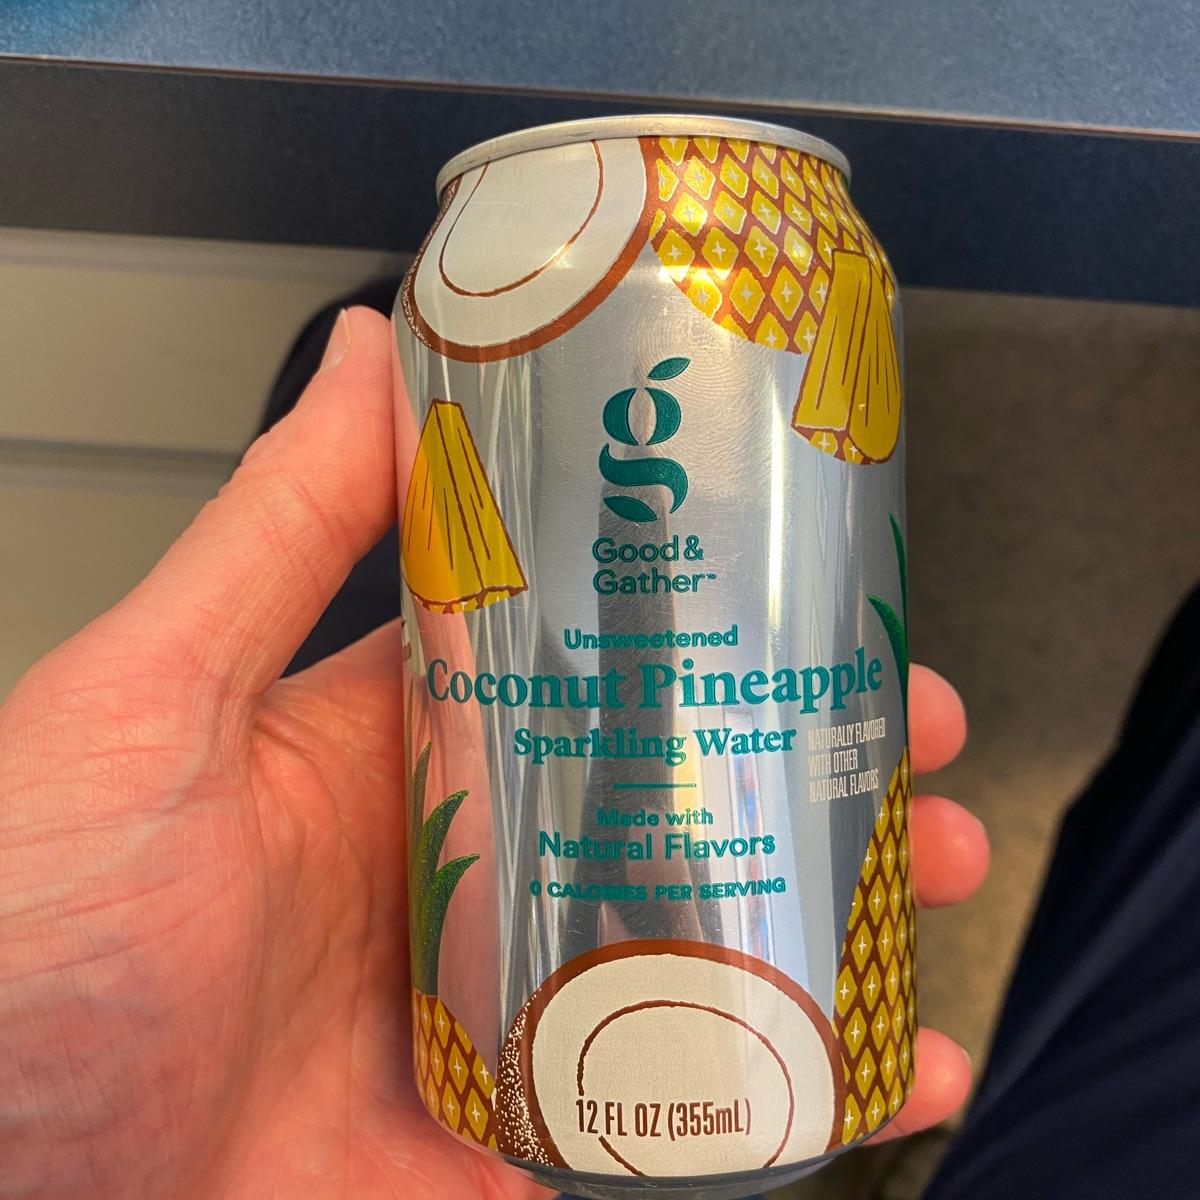 Good &
Gather™
Unsweetened
Coconut Pineapple
Sparkling Water
NATURALLY FLAVORED
WITH OTHER
NATURAL FLAVORS
Made with
Natural Flavors
0 CALORIES PER SERVING
12 FL OZ (355mL)